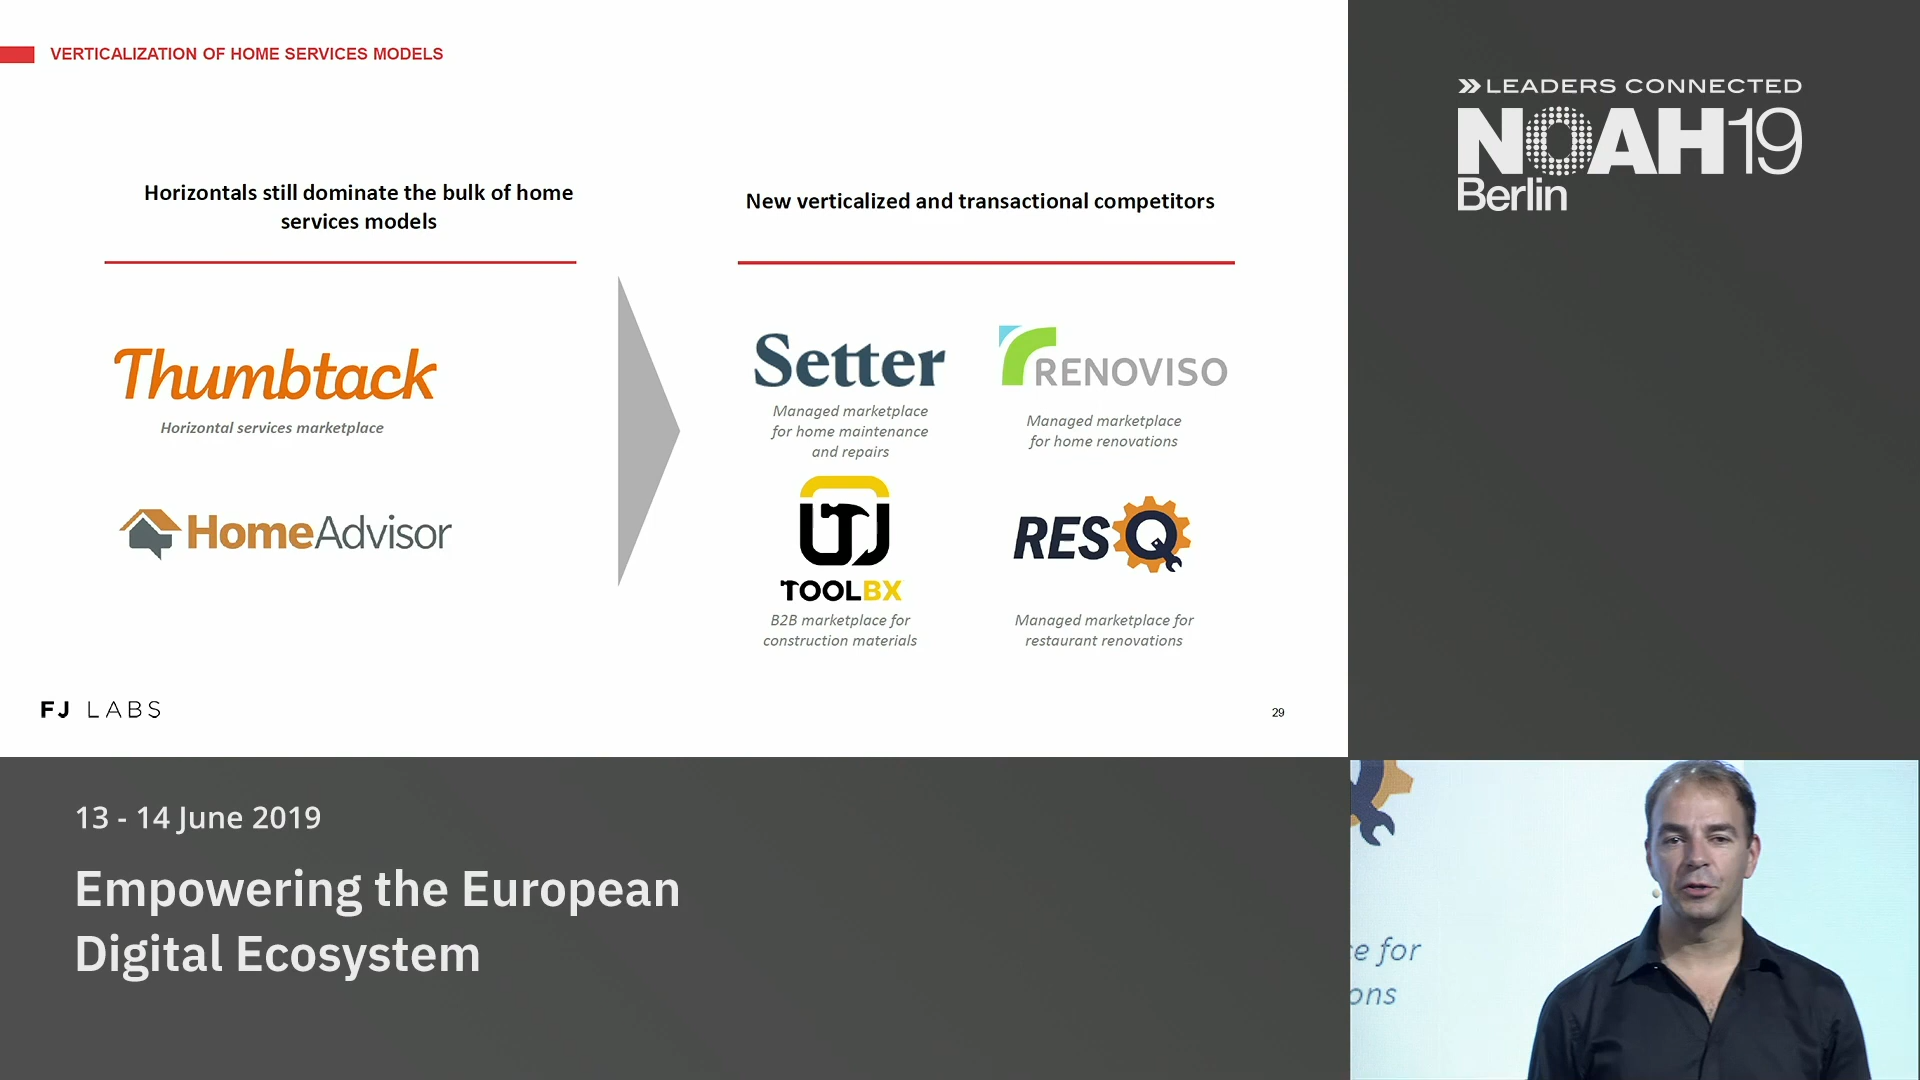 VERTICALIZATION OF HOME SERVICES MODELS
Horizontals still dominate the bulk of home
services models
Thumbtack
Horizontal services marketplace
HomeAdvisor
New verticalized and transactional competitors
Setter
Managed marketplace
for home maintenance
and repairs
RENOVISO
Managed marketplace
for home renovations
TOOLBX
B2B marketplace for
construction materials
RESQ
Managed marketplace for
restaurant renovations
FJ LABS
29
LEADERS CONNECTED
NOAH19
Berlin
13 - 14 June 2019
Empowering the European
Digital Ecosystem
e for
ons